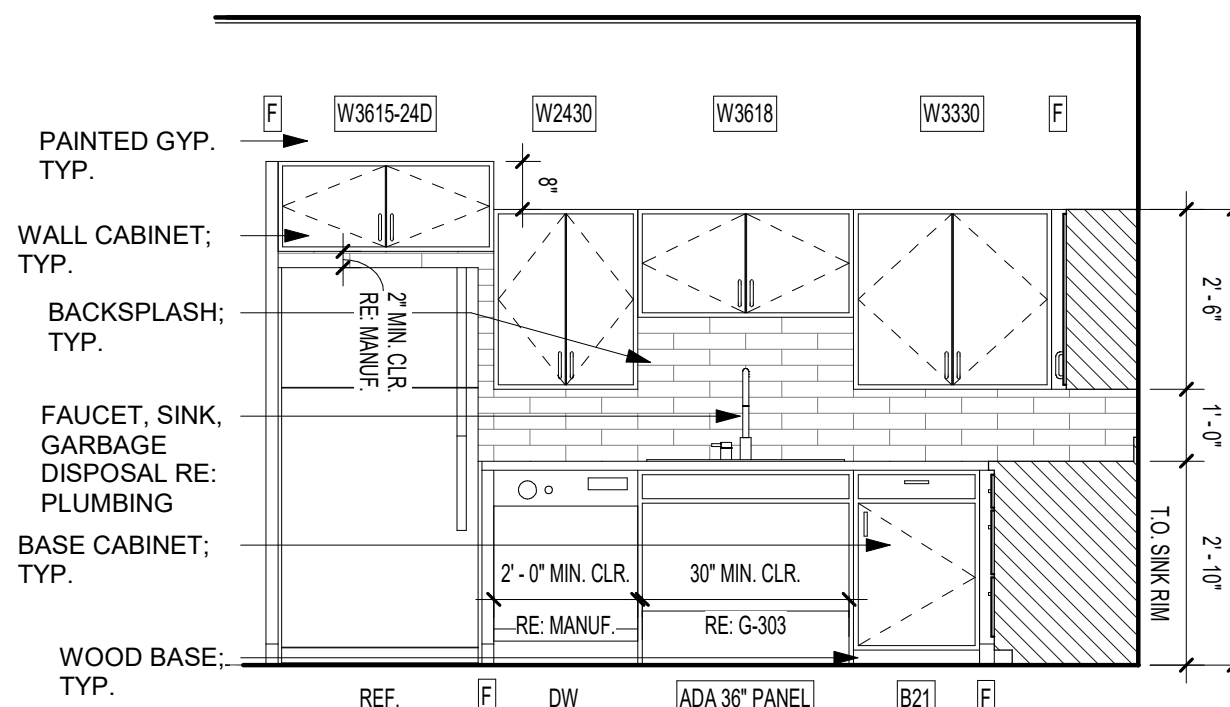 F W3615-24D W2430 W3618 W3330 F
PAINTED GYP.
TYP.
8"
WALL CABINET;
TYP.
2" MIN. CLR.
RE: MANUF.
2' - 6"
BACKSPLASH;
TYP.
1' - 0"
FAUCET, SINK,
GARBAGE
DISPOSAL RE:
PLUMBING
T.O. SINK RIM
2' - 10"
BASE CABINET;
TYP.
2' - 0" MIN. CLR. 30" MIN. CLR.
RE: MANUF. RE: G-303
WOOD BASE;
TYP.
REF. F DW ADA 36" PANEL B21 F